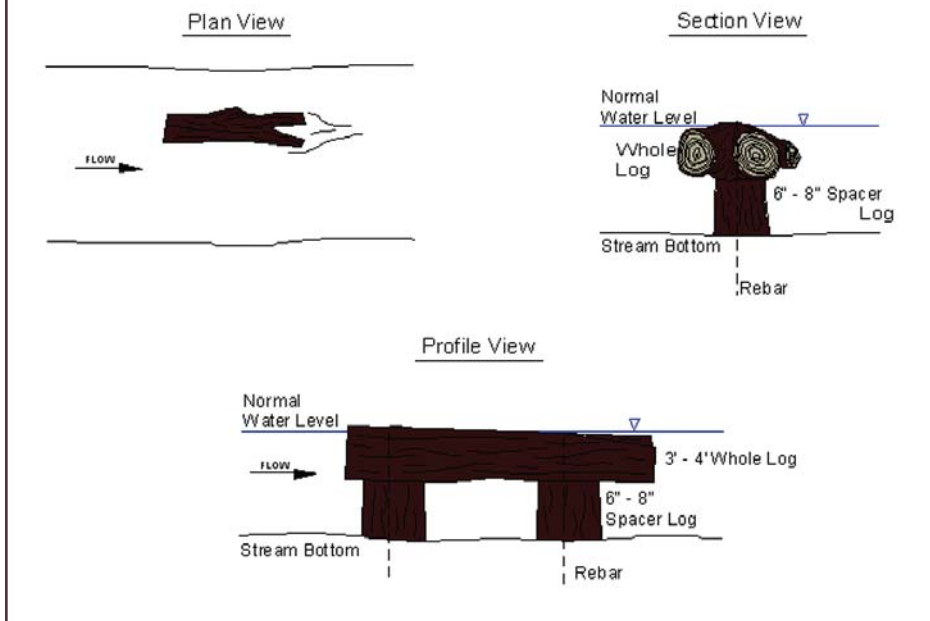 Plan View
FLOW
Section View
Normal
Water Level
Whole
Log
6" - 8" Spacer
Log
Stream Bottom
Rebar
Profile View
Normal
Water Level
FLOW
3' - 4' Whole Log
6" - 8"
Spacer Log
Stream Bottom
Rebar